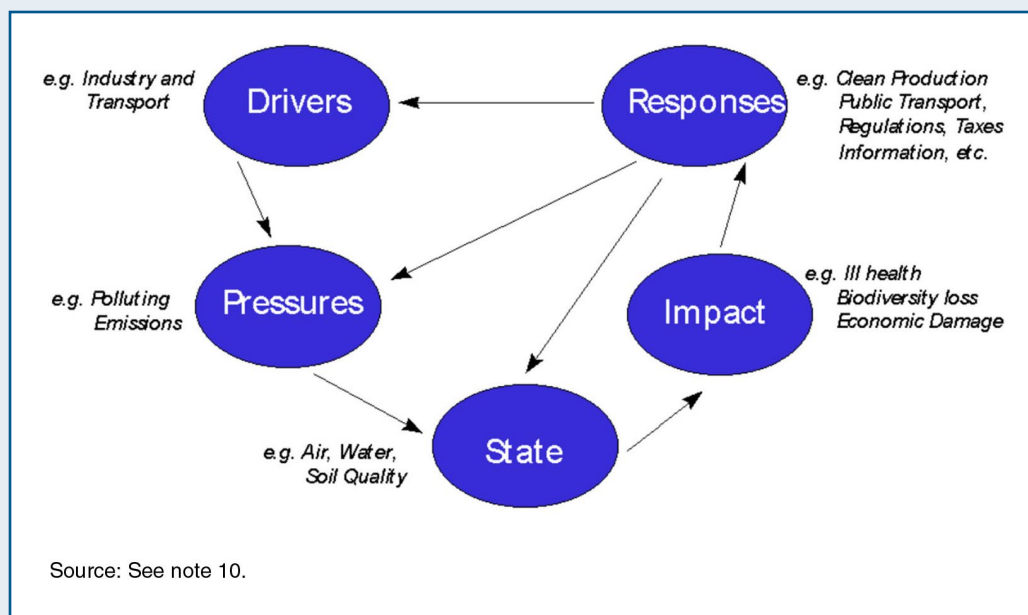 e.g. Industry and
Transport
Drivers
Responses
e.g. Clean Production
Public Transport,
Regulations, Taxes
Information, etc.
e.g. Polluting
Emissions
Pressures
Impact
e.g. Ill health
Biodiversity loss
Economic Damage
e.g. Air, Water,
Soil Quality
State
Source: See note 10.